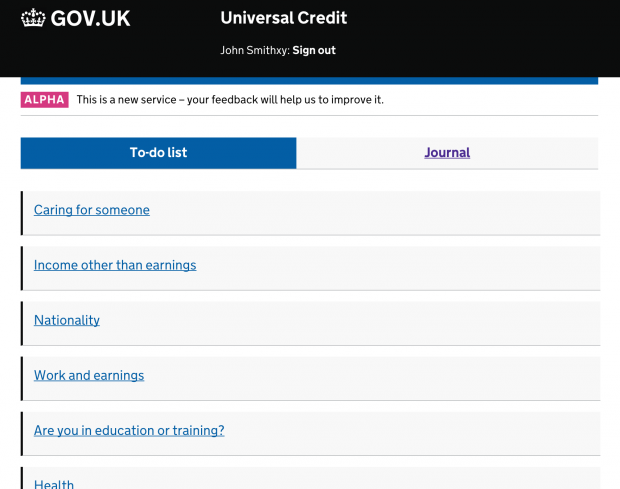 GOV.UK
Universal Credit
John Smithxy: Sign out
ALPHA This is a new service – your feedback will help us to improve it.
To-do list
Journal
Caring for someone
Income other than earnings
Nationality
Work and earnings
Are you in education or training?
Health